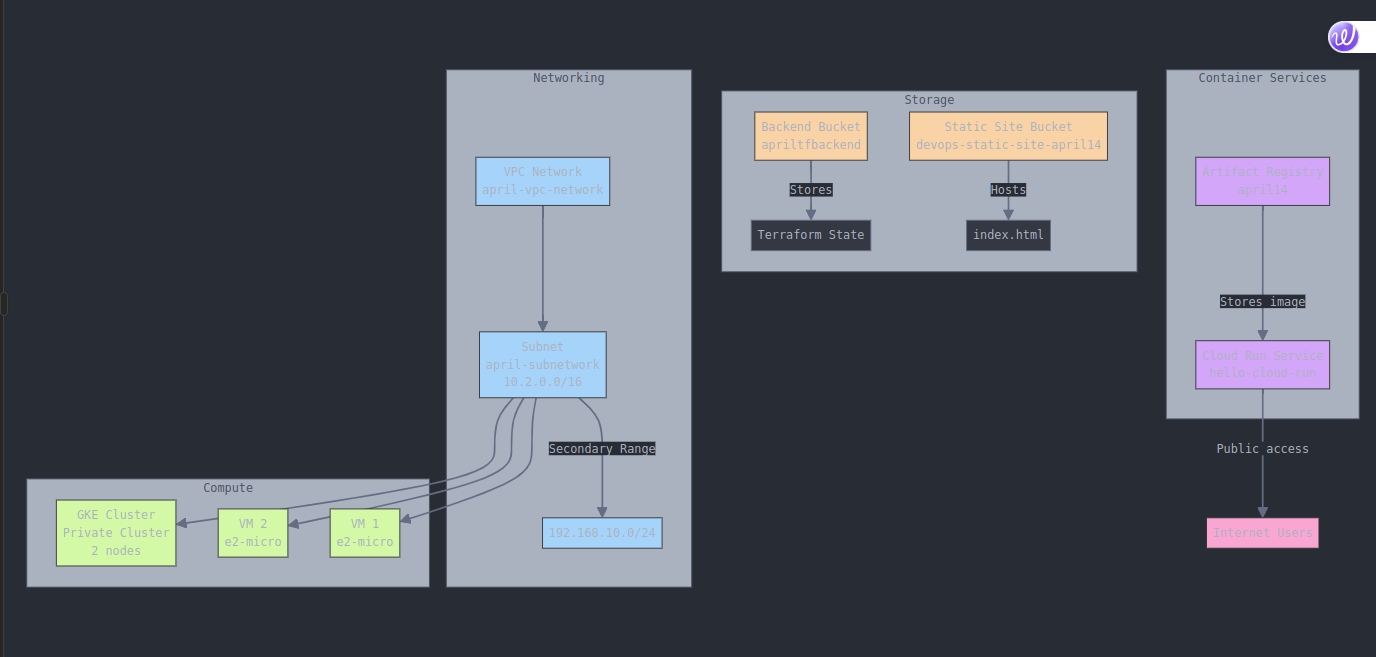 Networking
VPC Network
april-vpc-network
Subnet
april-subnetwork
10.2.0.0/16
Secondary Range
192.168.10.0/24
Compute
GKE Cluster
Private Cluster
2 nodes
VM 2
e2-micro
VM 1
e2-micro
Storage
Backend Bucket
apriltfbackend
Stores
Terraform State
Static Site Bucket
devops-static-site-april14
Hosts
index.html
Container Services
Artifact Registry
april14
Stores image
Cloud Run Service
hello-cloud-run
Public access
Internet Users